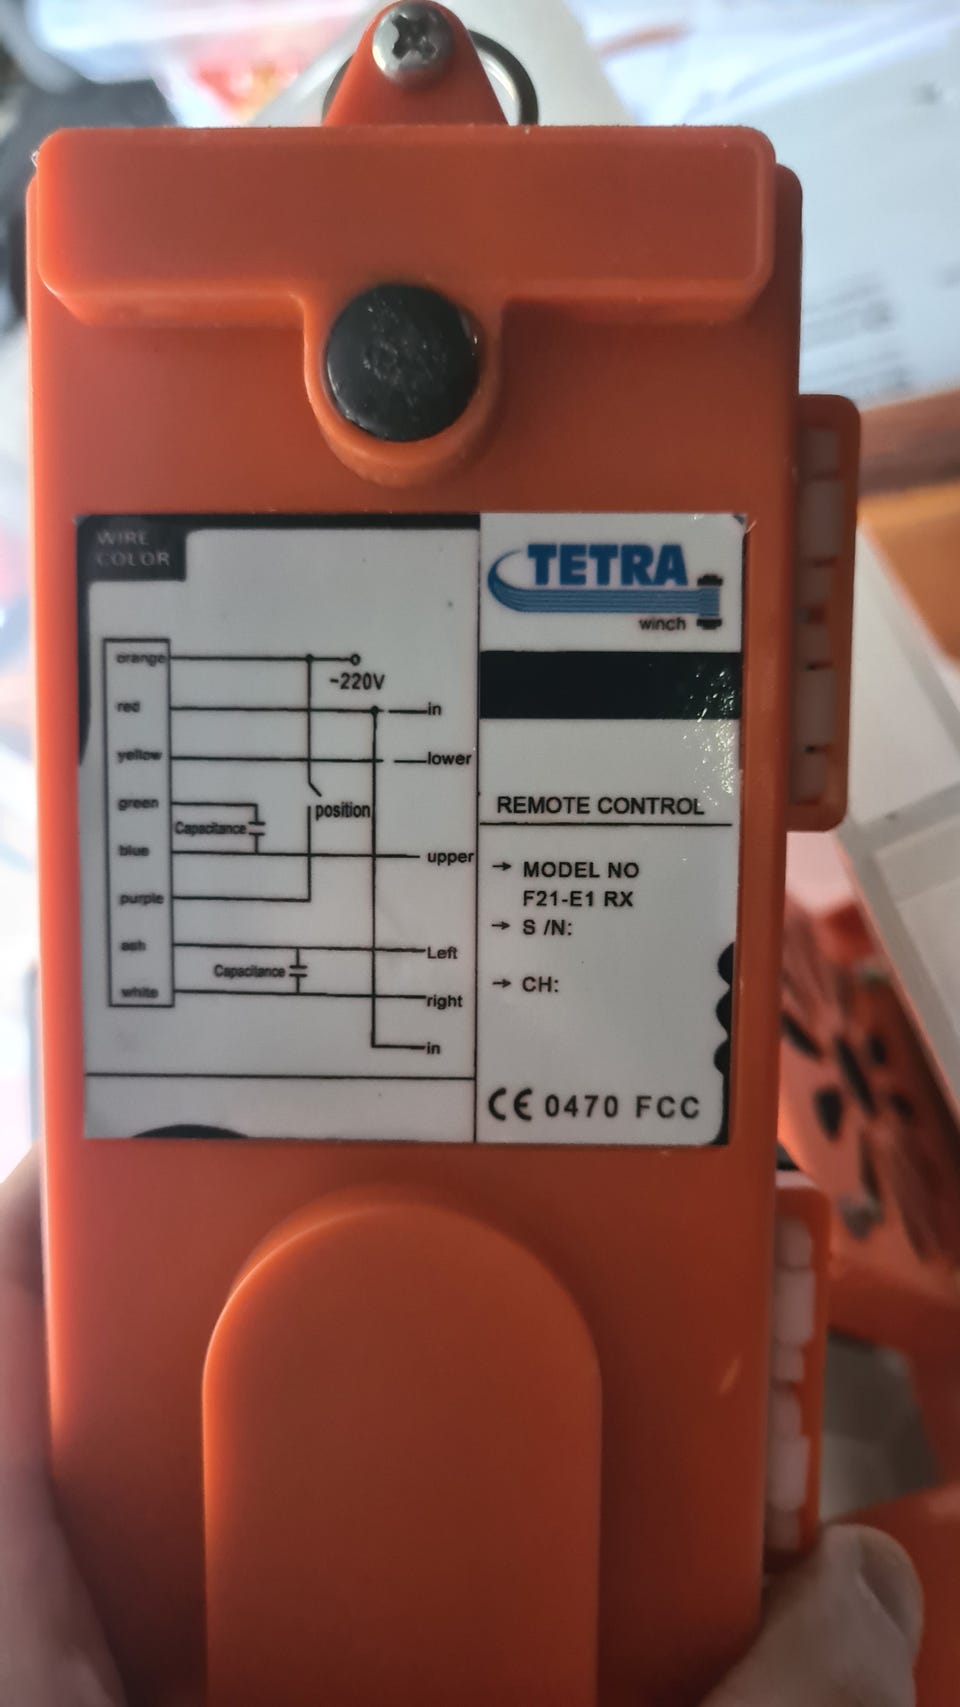 WIRE
COLOR
orange
~220V
red
in
yellow
lower
green
position
Capacitance
blue
upper
purple
ash
Left
Capacitance
white
right
in
TETRA
winch
REMOTE CONTROL
→ MODEL NO
F21-E1 RX
→ S /N:
→ CH:
CE 0470 FCC